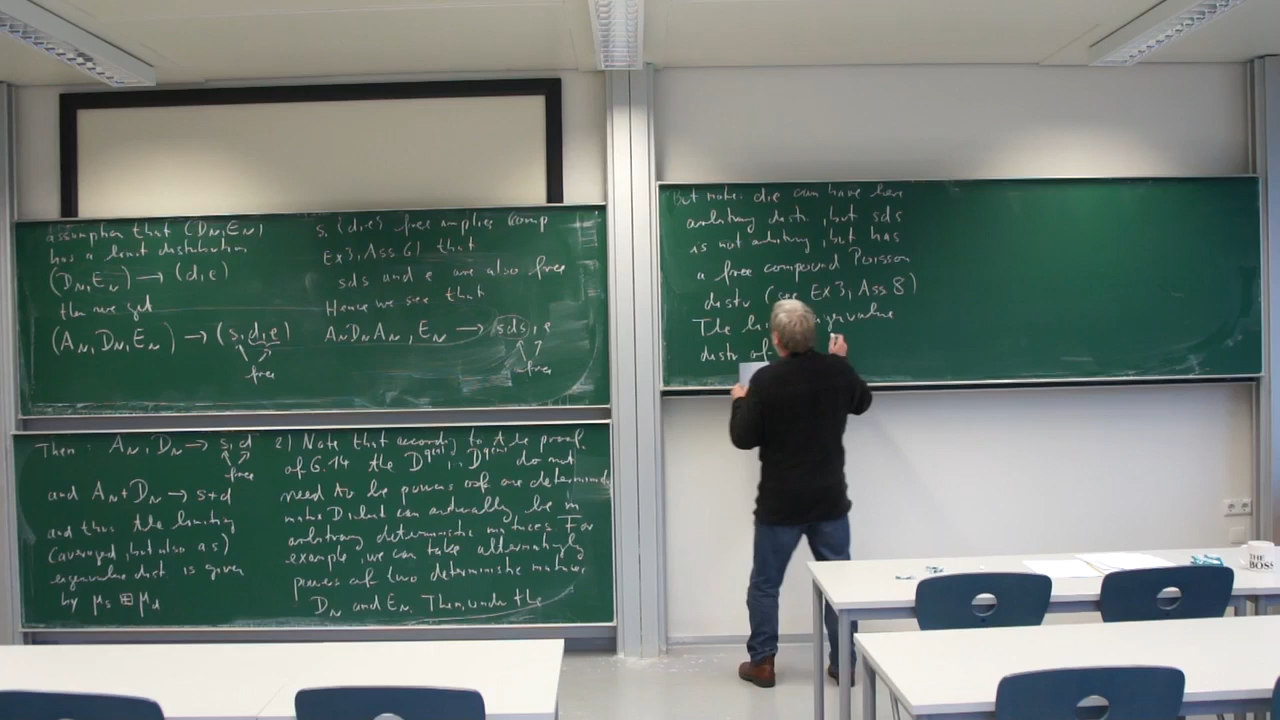 Then: A_N, D_N → s, d
free
and A_N + D_N → s+d
and thus the limiting
(averaged, but also a.s)
eigenvalue distr. is given
by μ_s ⊞ μ_d
2) Note that according to the proof
of 6.14 the D^q(1), ... D^q(m) do not
need to be powers of one determin.
matrix D, but can actually be m
arbitrary deterministic matrices. For
example, we can take alternatingly
powers of two deterministic matrices
D_N and E_N. Then, under the
assumption that (D_N, E_N)
has a limit distribution
(D_N, E_N) → (d, e)
then we get
(A_N, D_N, E_N) → (s, d, e)
free
s, {d, e} free implies (comp
Ex 3, Ass 6) that
sds and e are also free
Hence we see that
A_N D_N A_N, E_N → sds, e
free
But note: d, e can have here
arbitrary distr., but sds
is not arbitrary, but has
a free compound Poisson
distr (see Ex 3, Ass 8)
The eigenvalue
distr of
THE BOSS